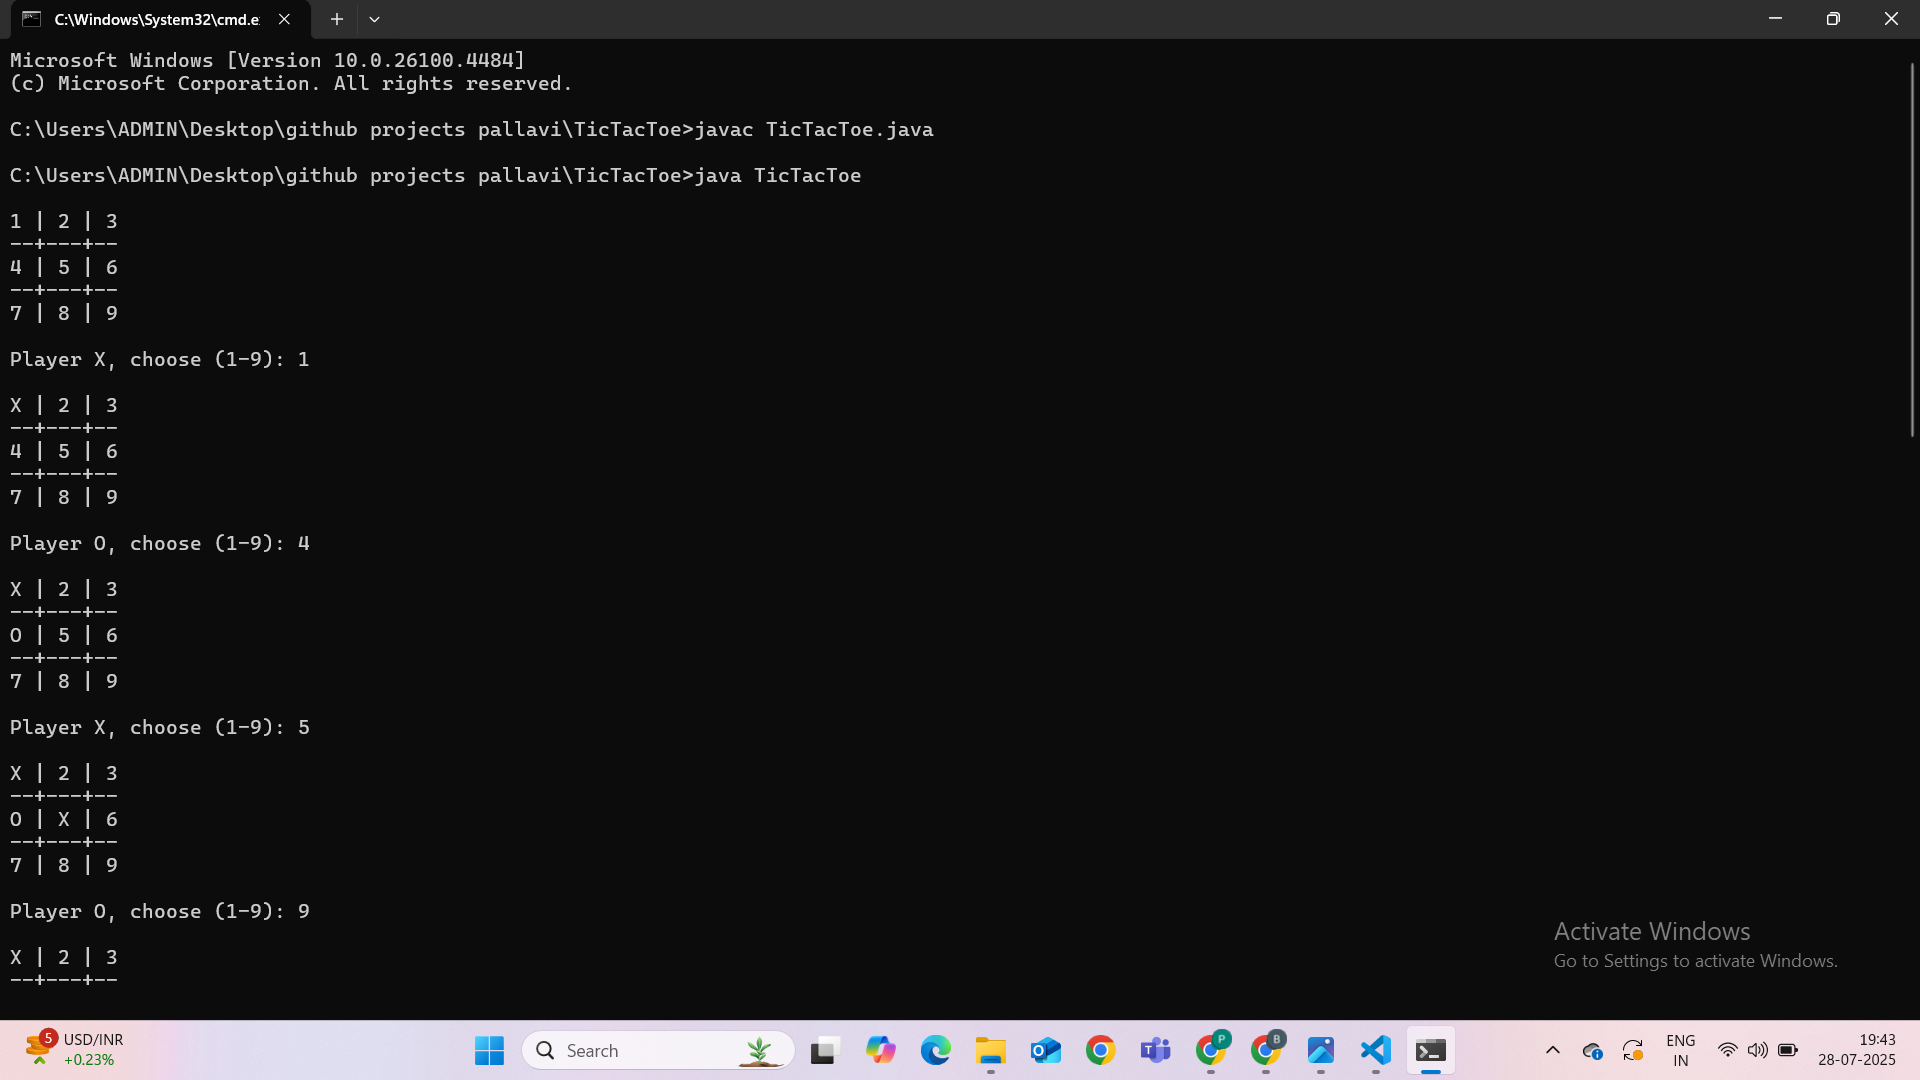 C:\Windows\System32\cmd.e
Microsoft Windows [Version 10.0.26100.4484]
(c) Microsoft Corporation. All rights reserved.
C:\Users\ADMIN\Desktop\github projects pallavi\TicTacToe>javac TicTacToe.java
C:\Users\ADMIN\Desktop\github projects pallavi\TicTacToe>java TicTacToe
1 | 2 | 3
--+---+--
4 | 5 | 6
--+---+--
7 | 8 | 9
Player X, choose (1-9): 1
X | 2 | 3
--+---+--
4 | 5 | 6
--+---+--
7 | 8 | 9
Player O, choose (1-9): 4
X | 2 | 3
--+---+--
O | 5 | 6
--+---+--
7 | 8 | 9
Player X, choose (1-9): 5
X | 2 | 3
--+---+--
O | X | 6
--+---+--
7 | 8 | 9
Player O, choose (1-9): 9
X | 2 | 3
--+---+--
Activate Windows
Go to Settings to activate Windows.
5
USD/INR
+0.23%
Search
P
B
ENG
IN
19:43
28-07-2025